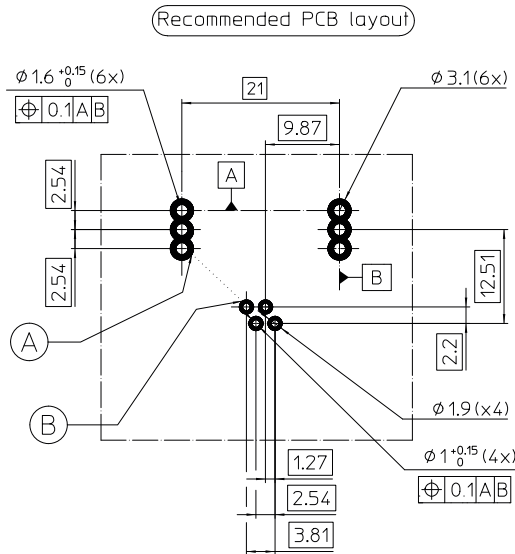 Recommended PCB layout
⌀1.6 +0.15 0 (6x)
⌖ 0.1 A B
21
⌀3.1(6x)
9.87
2.54
A
2.54
B
12.51
A
2.2
B
⌀1.9(x4)
1.27
⌀1 +0.15 0 (4x)
⌖ 0.1 A B
2.54
3.81